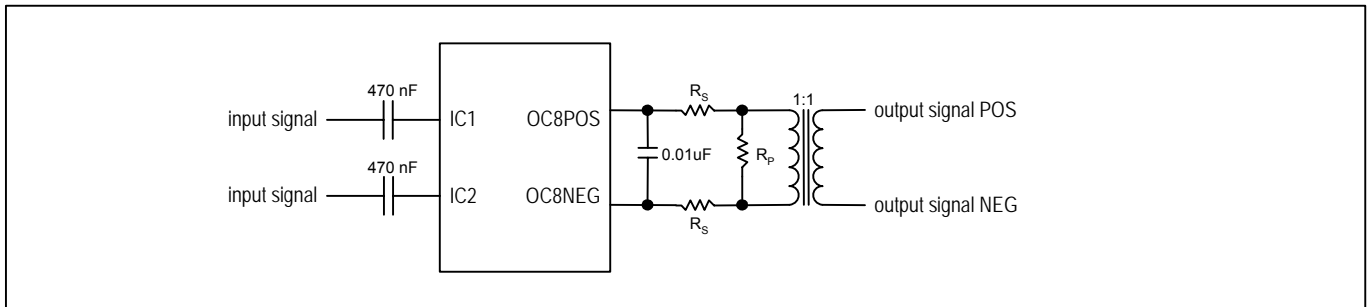 470 nF
input signal
IC1
470 nF
input signal
IC2
OC8POS
OC8NEG
0.01uF
R_S
R_P
R_S
1:1
output signal POS
output signal NEG